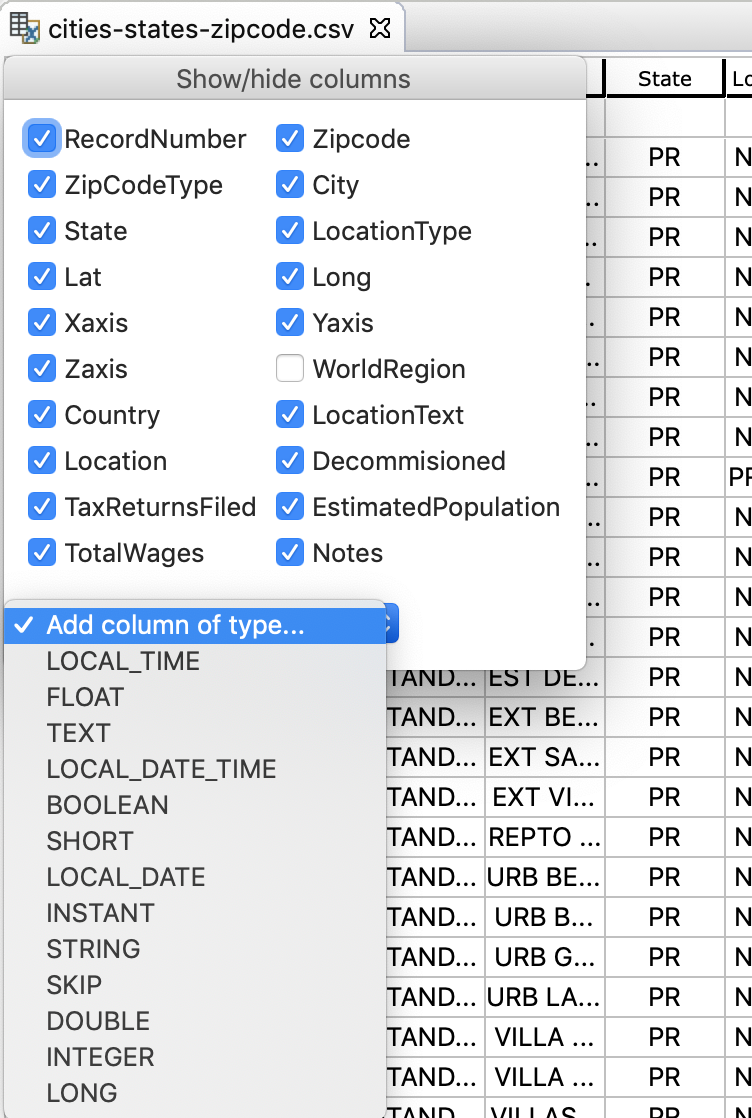 cities-states-zipcode.csv
Show/hide columns
State
RecordNumber Zipcode
ZipCodeType City
State LocationType
Lat Long
Xaxis Yaxis
Zaxis WorldRegion
Country LocationText
Location Decommisioned
TaxReturnsFiled EstimatedPopulation
TotalWages Notes
PR
PR
PR
PR
PR
PR
PR
PR
PR
PR
PR
PR
PR
Add column of type...
LOCAL_TIME
FLOAT
TEXT
LOCAL_DATE_TIME
BOOLEAN
SHORT
LOCAL_DATE
INSTANT
STRING
SKIP
DOUBLE
INTEGER
LONG
TAND... EST DE... PR N
TAND... EXT BE... PR N
TAND... EXT SA... PR N
TAND... EXT VI... PR N
TAND... REPTO ... PR N
TAND... URB BE... PR N
TAND... URB B... PR N
TAND... URB G... PR N
TAND... URB LA... PR N
TAND... VILLA ... PR N
TAND... VILLA ... PR N
TAND... VILLAS PR N